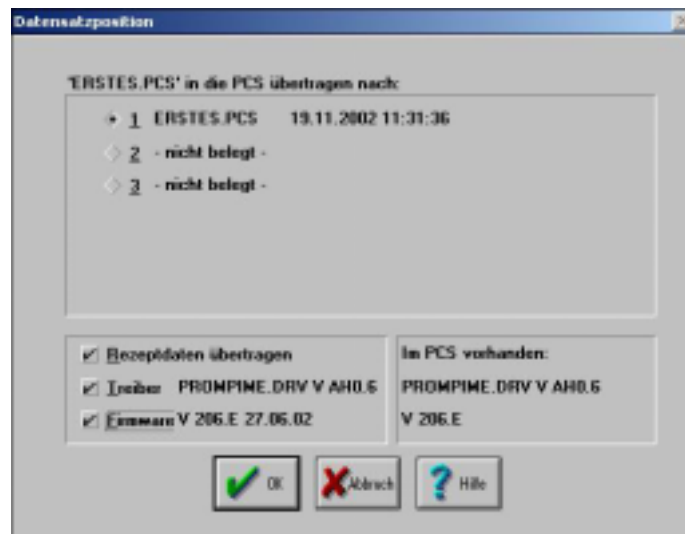 Datensatzposition
'ERSTES.PCS' in die PCS übertragen nach:
1 ERSTES.PCS 19.11.2002 11:31:36
2 - nicht belegt -
3 - nicht belegt -
Rezeptdaten übertragen
Treiber PROMPIME.DRV V AH0.6
Firmware V 206.E 27.06.02
Im PCS vorhanden:
PROMPIME.DRV V AH0.6
V 206.E
OK
Abbruch
Hilfe